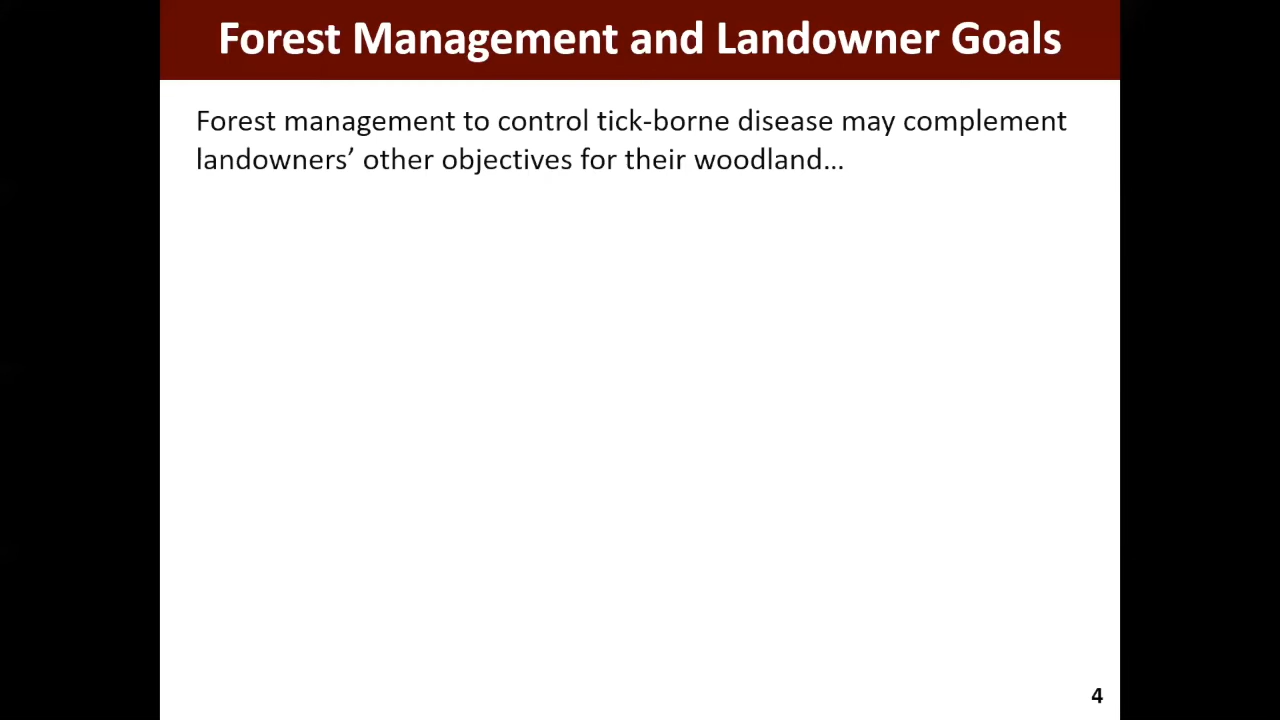 Forest Management and Landowner Goals
Forest management to control tick-borne disease may complement
landowners’ other objectives for their woodland…
4